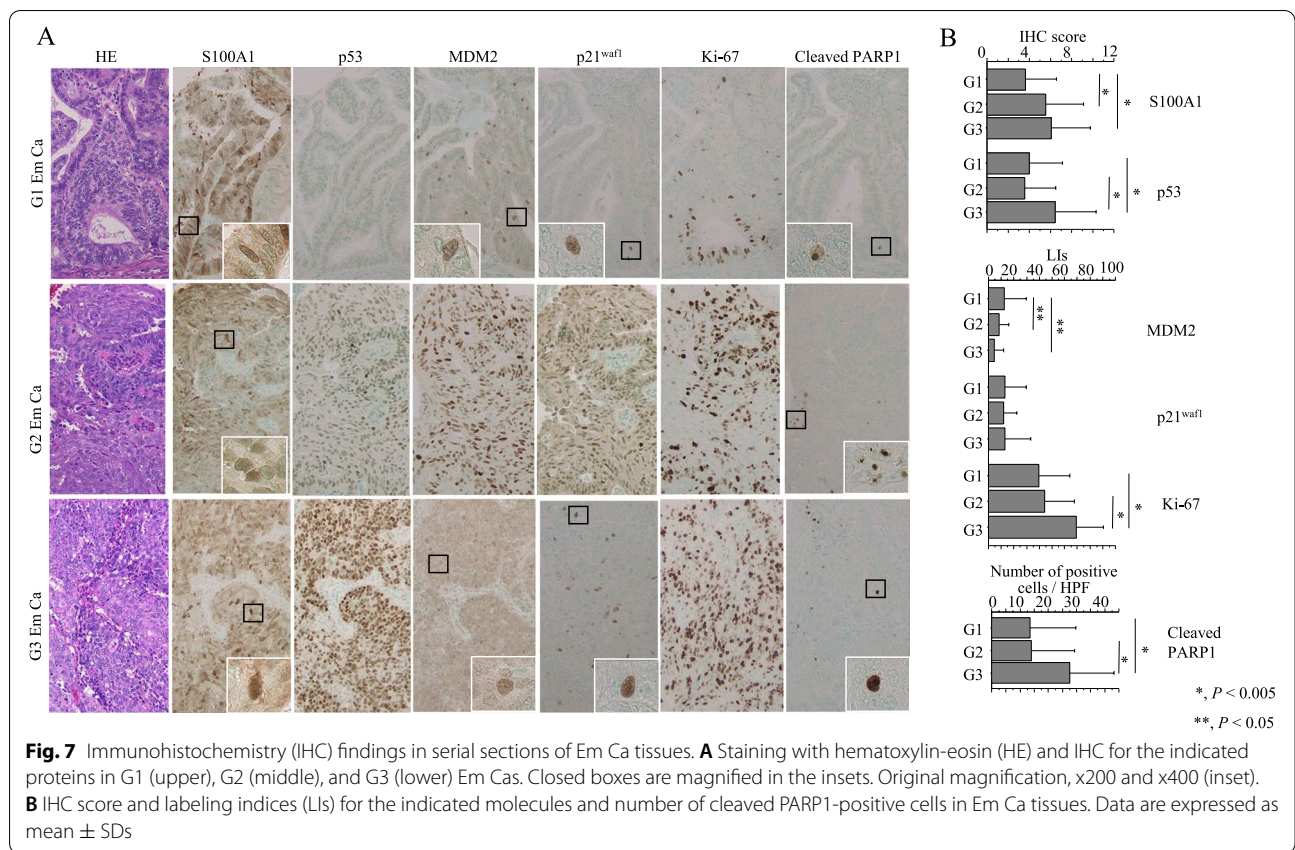 A
HE S100A1 p53 MDM2 p21waf1 Ki-67 Cleaved PARP1
G1 Em Ca
G2 Em Ca
G3 Em Ca
B
IHC score
0 4 8 12
G1
G2
G3
* *
S100A1
G1
G2
G3
* *
p53
LIs
0 20 40 60 80 100
G1
G2
G3
** **
MDM2
G1
G2
G3
p21waf1
G1
G2
G3
* *
Ki-67
Number of positive
cells / HPF
0 10 20 30 40
G1
G2
G3
* *
Cleaved
PARP1
*, P < 0.005
**, P < 0.05
Fig. 7 Immunohistochemistry (IHC) findings in serial sections of Em Ca tissues. A Staining with hematoxylin-eosin (HE) and IHC for the indicated
proteins in G1 (upper), G2 (middle), and G3 (lower) Em Cas. Closed boxes are magnified in the insets. Original magnification, x200 and x400 (inset).
B IHC score and labeling indices (LIs) for the indicated molecules and number of cleaved PARP1-positive cells in Em Ca tissues. Data are expressed as
mean ± SDs